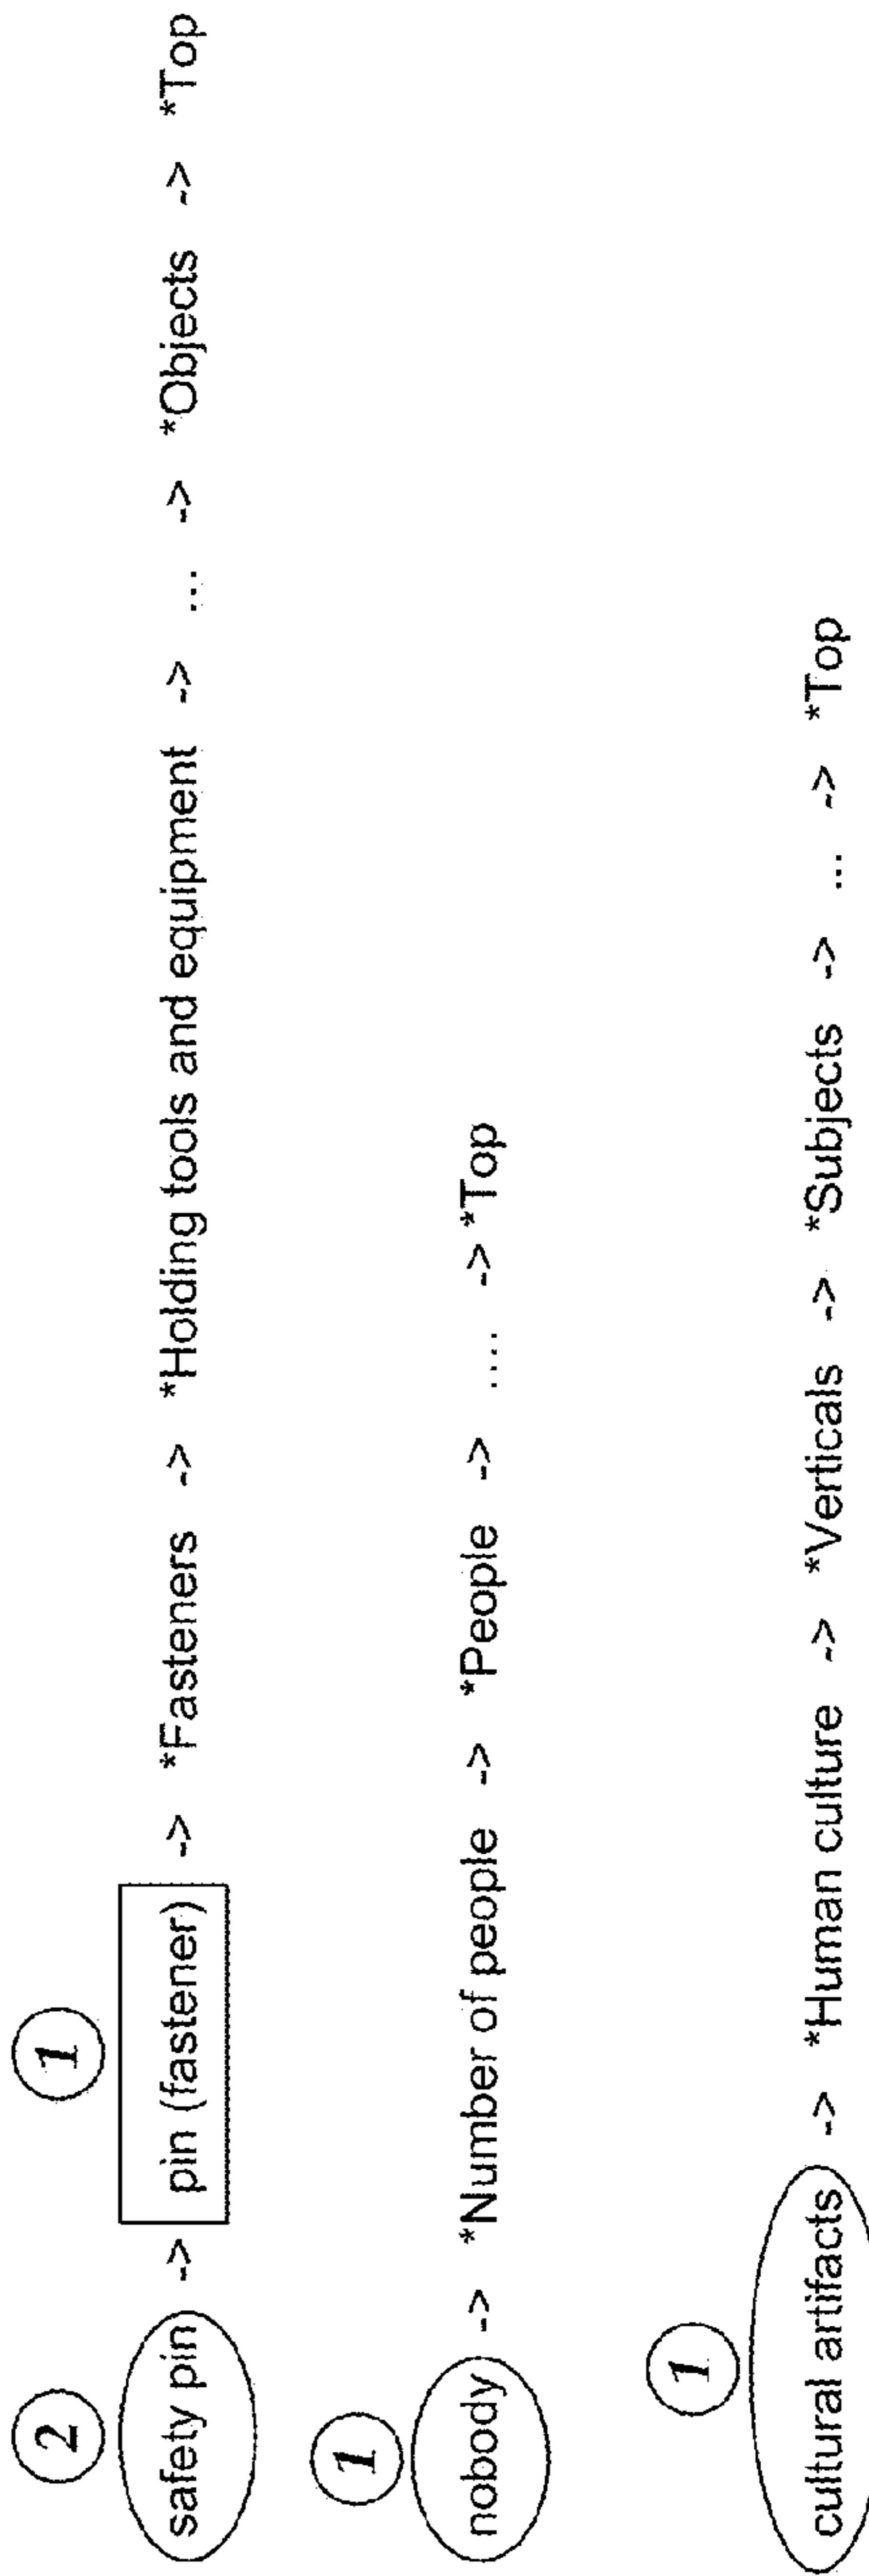 2 1
safety pin -> pin (fastener) -> *Fasteners -> *Holding tools and equipment -> ... -> *Objects -> *Top
1
nobody -> *Number of people -> *People -> .... -> *Top
1
cultural artifacts -> *Human culture -> *Verticals -> *Subjects -> ... -> *Top